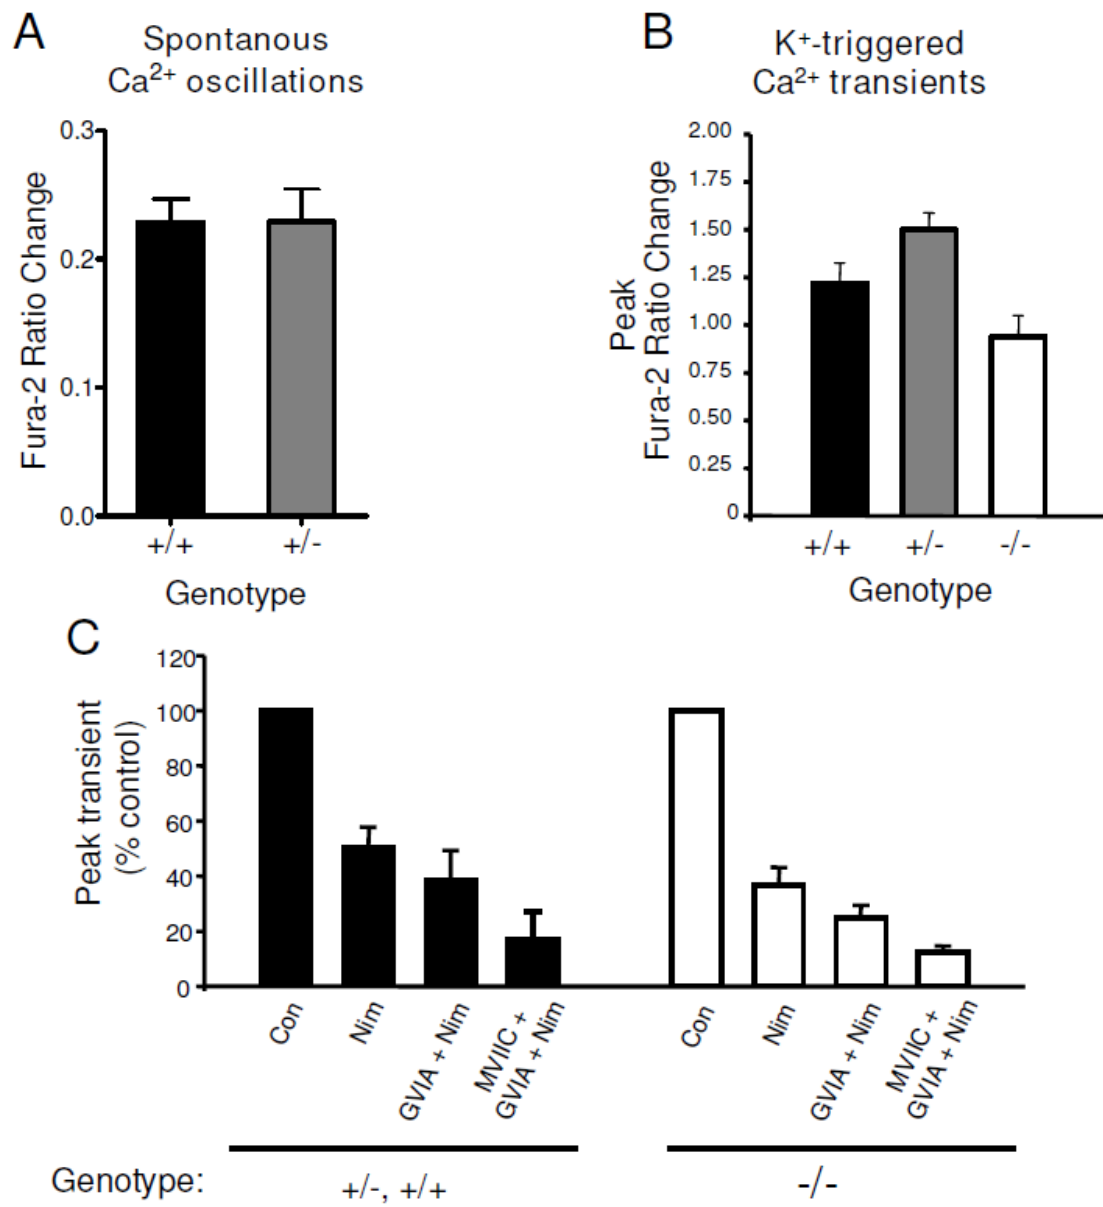 A
Spontanous
Ca2+ oscillations
0.3
0.2
0.1
0.0
Fura-2 Ratio Change
+/+ +/-
Genotype
B
K+-triggered
Ca2+ transients
2.00
1.75
1.50
1.25
1.00
0.75
0.50
0.25
0
Peak
Fura-2 Ratio Change
+/+ +/- -/-
Genotype
C
120
100
80
60
40
20
0
Peak transient
(% control)
Con
Nim
GVIA + Nim
MVIIC +
GVIA + Nim
Con
Nim
GVIA + Nim
MVIIC +
GVIA + Nim
Genotype: +/-, +/+ -/-